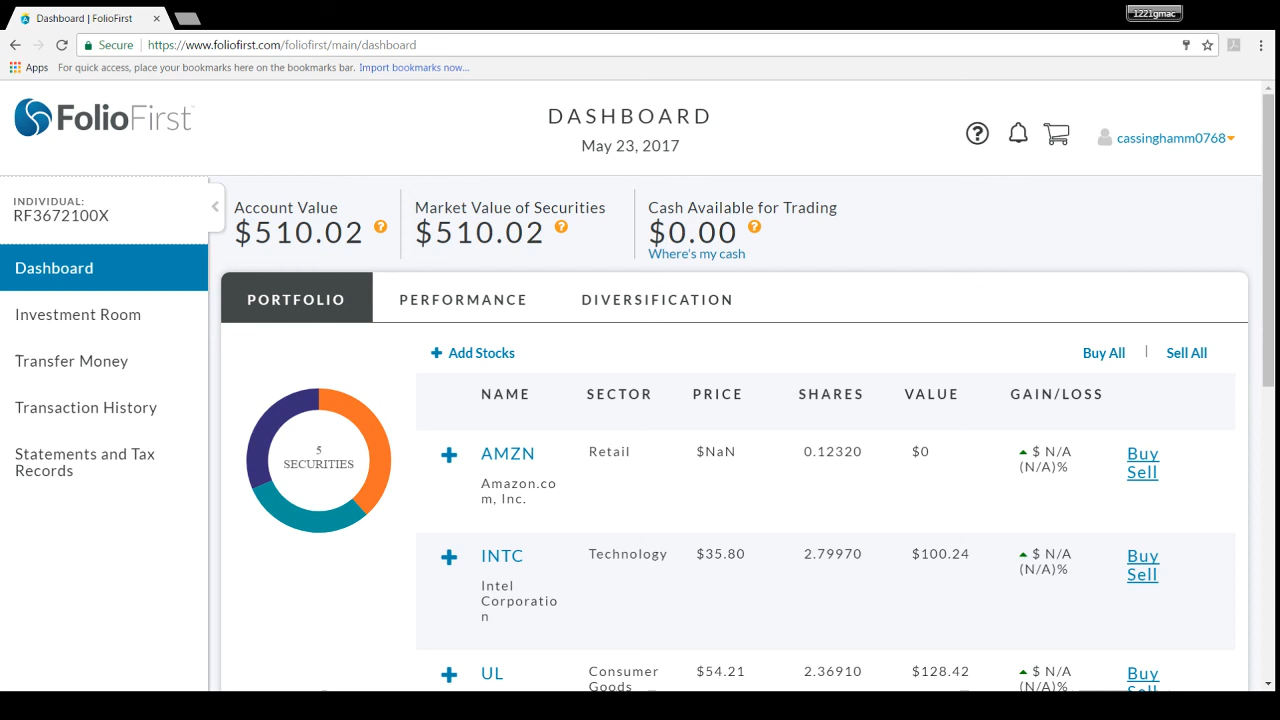 1221gmac
Dashboard | FolioFirst
Secure https://www.foliofirst.com/foliofirst/main/dashboard
Apps For quick access, place your bookmarks here on the bookmarks bar. Import bookmarks now...
FolioFirst
DASHBOARD
May 23, 2017
cassinghamm0768
INDIVIDUAL:
RF3672100X
Dashboard
Investment Room
Transfer Money
Transaction History
Statements and Tax
Records
Account Value
$510.02
Market Value of Securities
$510.02
Cash Available for Trading
$0.00
Where's my cash
PORTFOLIO PERFORMANCE DIVERSIFICATION
Add Stocks Buy All | Sell All
5
SECURITIES
NAME SECTOR PRICE SHARES VALUE GAIN/LOSS
AMZN Retail $NaN 0.12320 $0 $ N/A Buy
(N/A)% Sell
Amazon.co
m, Inc.
INTC Technology $35.80 2.79970 $100.24 $ N/A Buy
(N/A)% Sell
Intel
Corporatio
n
UL Consumer $54.21 2.36910 $128.42 $ N/A Buy
Goods (N/A)% Sell